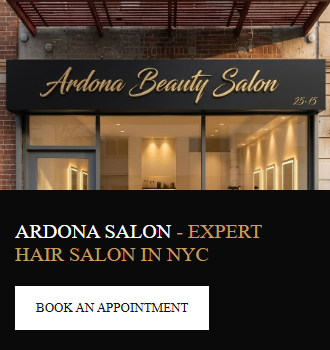 Ardona Beauty Salon
25-15
ARDONA SALON - EXPERT
HAIR SALON IN NYC
BOOK AN APPOINTMENT